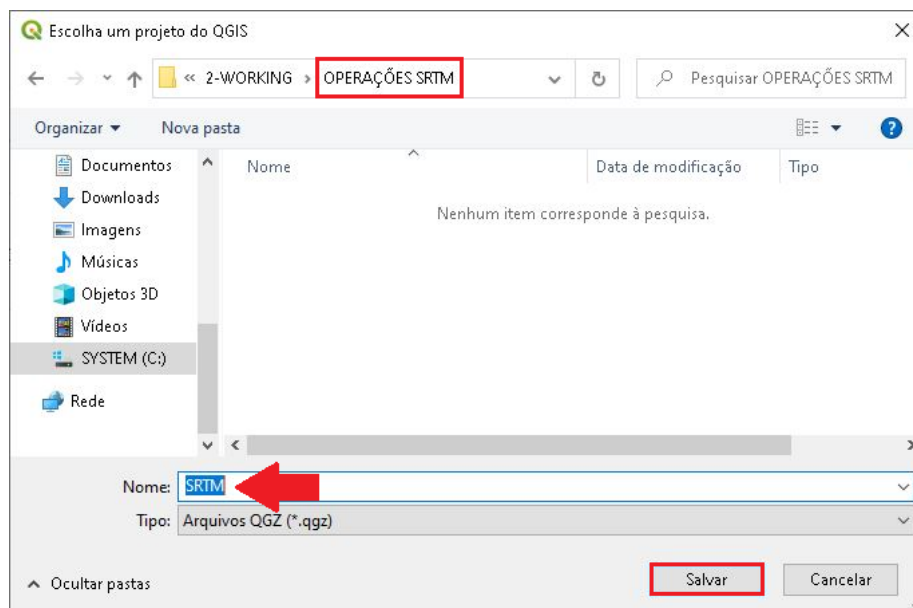 Escolha um projeto do QGIS
« 2-WORKING › OPERAÇÕES SRTM
Pesquisar OPERAÇÕES SRTM
Organizar Nova pasta
Documentos
Downloads
Imagens
Músicas
Objetos 3D
Vídeos
SYSTEM (C:)
Rede
Nome Data de modificação Tipo
Nenhum item corresponde à pesquisa.
Nome: SRTM
Tipo: Arquivos QGZ (*.qgz)
Ocultar pastas
Salvar
Cancelar